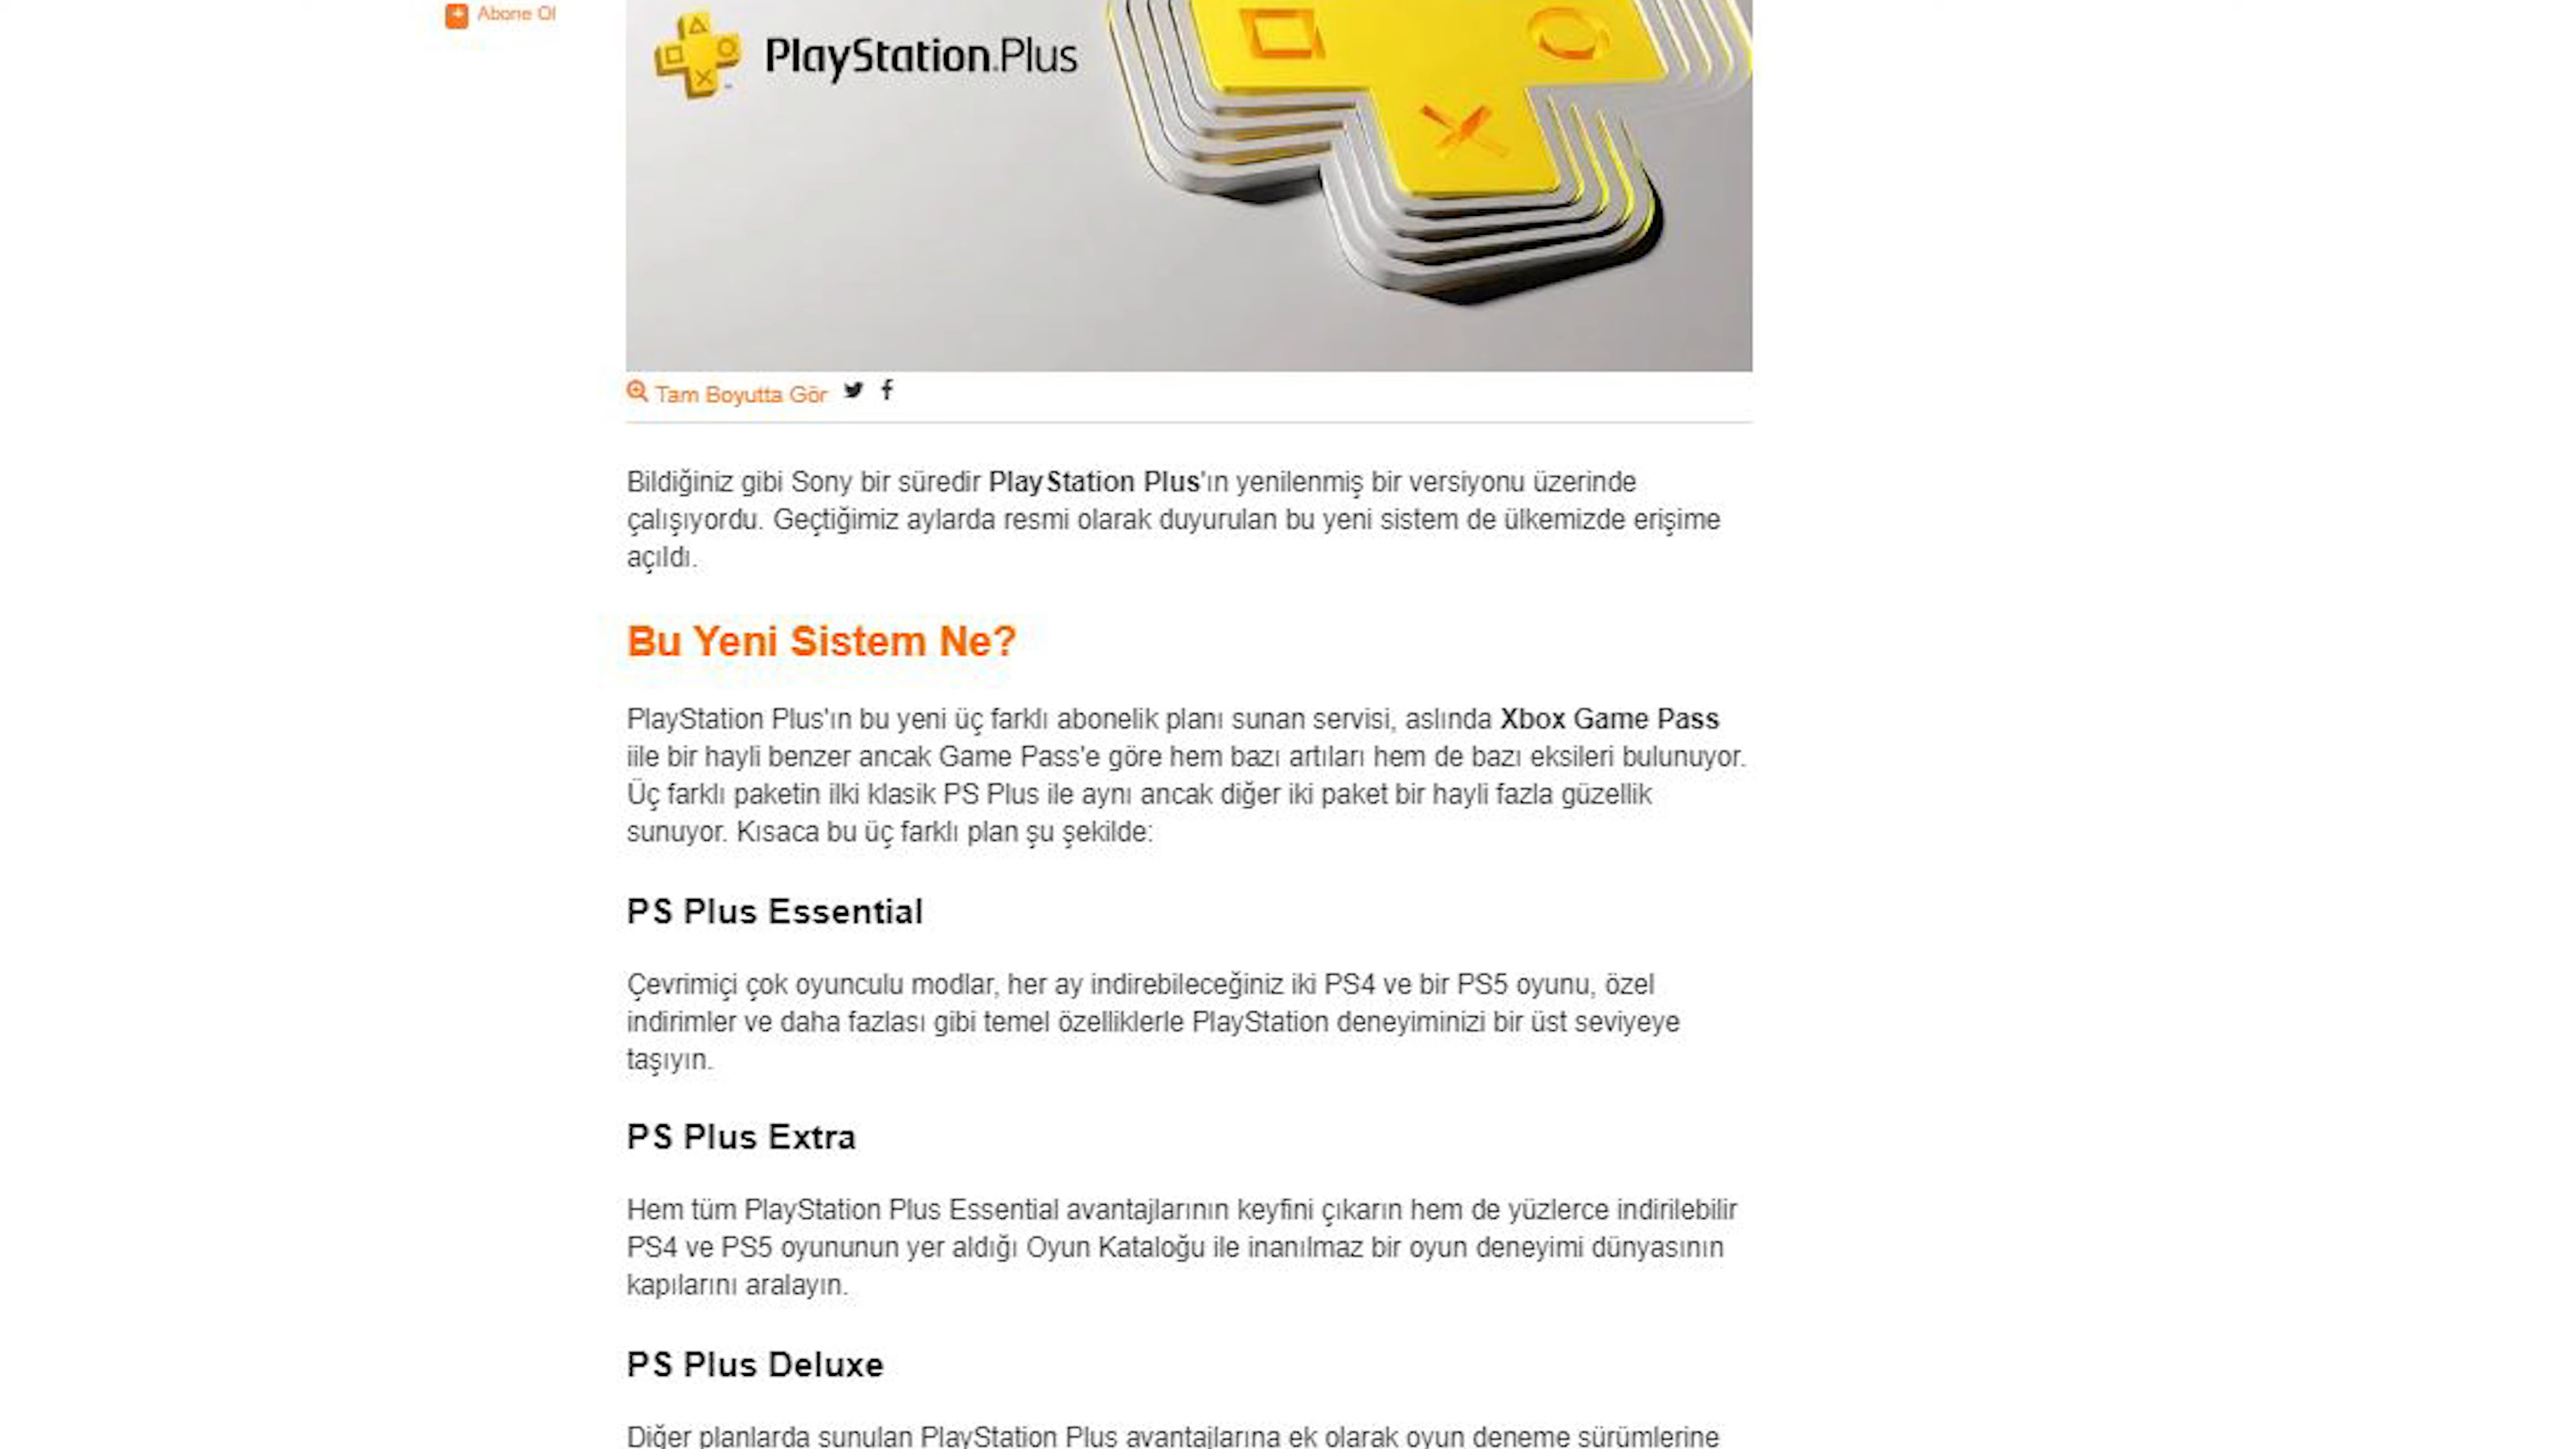 Abone Ol
PlayStation.Plus
Tam Boyutta Gör
Bildiğiniz gibi Sony bir süredir PlayStation Plus'ın yenilenmiş bir versiyonu üzerinde
çalışıyordu. Geçtiğimiz aylarda resmi olarak duyurulan bu yeni sistem de ülkemizde erişime
açıldı.
Bu Yeni Sistem Ne?
PlayStation Plus'ın bu yeni üç farklı abonelik planı sunan servisi, aslında Xbox Game Pass
iile bir hayli benzer ancak Game Pass'e göre hem bazı artıları hem de bazı eksileri bulunuyor.
Üç farklı paketin ilki klasik PS Plus ile aynı ancak diğer iki paket bir hayli fazla güzellik
sunuyor. Kısaca bu üç farklı plan şu şekilde:
PS Plus Essential
Çevrimiçi çok oyunculu modlar, her ay indirebileceğiniz iki PS4 ve bir PS5 oyunu, özel
indirimler ve daha fazlası gibi temel özelliklerle PlayStation deneyiminizi bir üst seviyeye
taşıyın.
PS Plus Extra
Hem tüm PlayStation Plus Essential avantajlarının keyfini çıkarın hem de yüzlerce indirilebilir
PS4 ve PS5 oyununun yer aldığı Oyun Kataloğu ile inanılmaz bir oyun deneyimi dünyasının
kapılarını aralayın.
PS Plus Deluxe
Diğer planlarda sunulan PlayStation Plus avantajlarına ek olarak oyun deneme sürümlerine